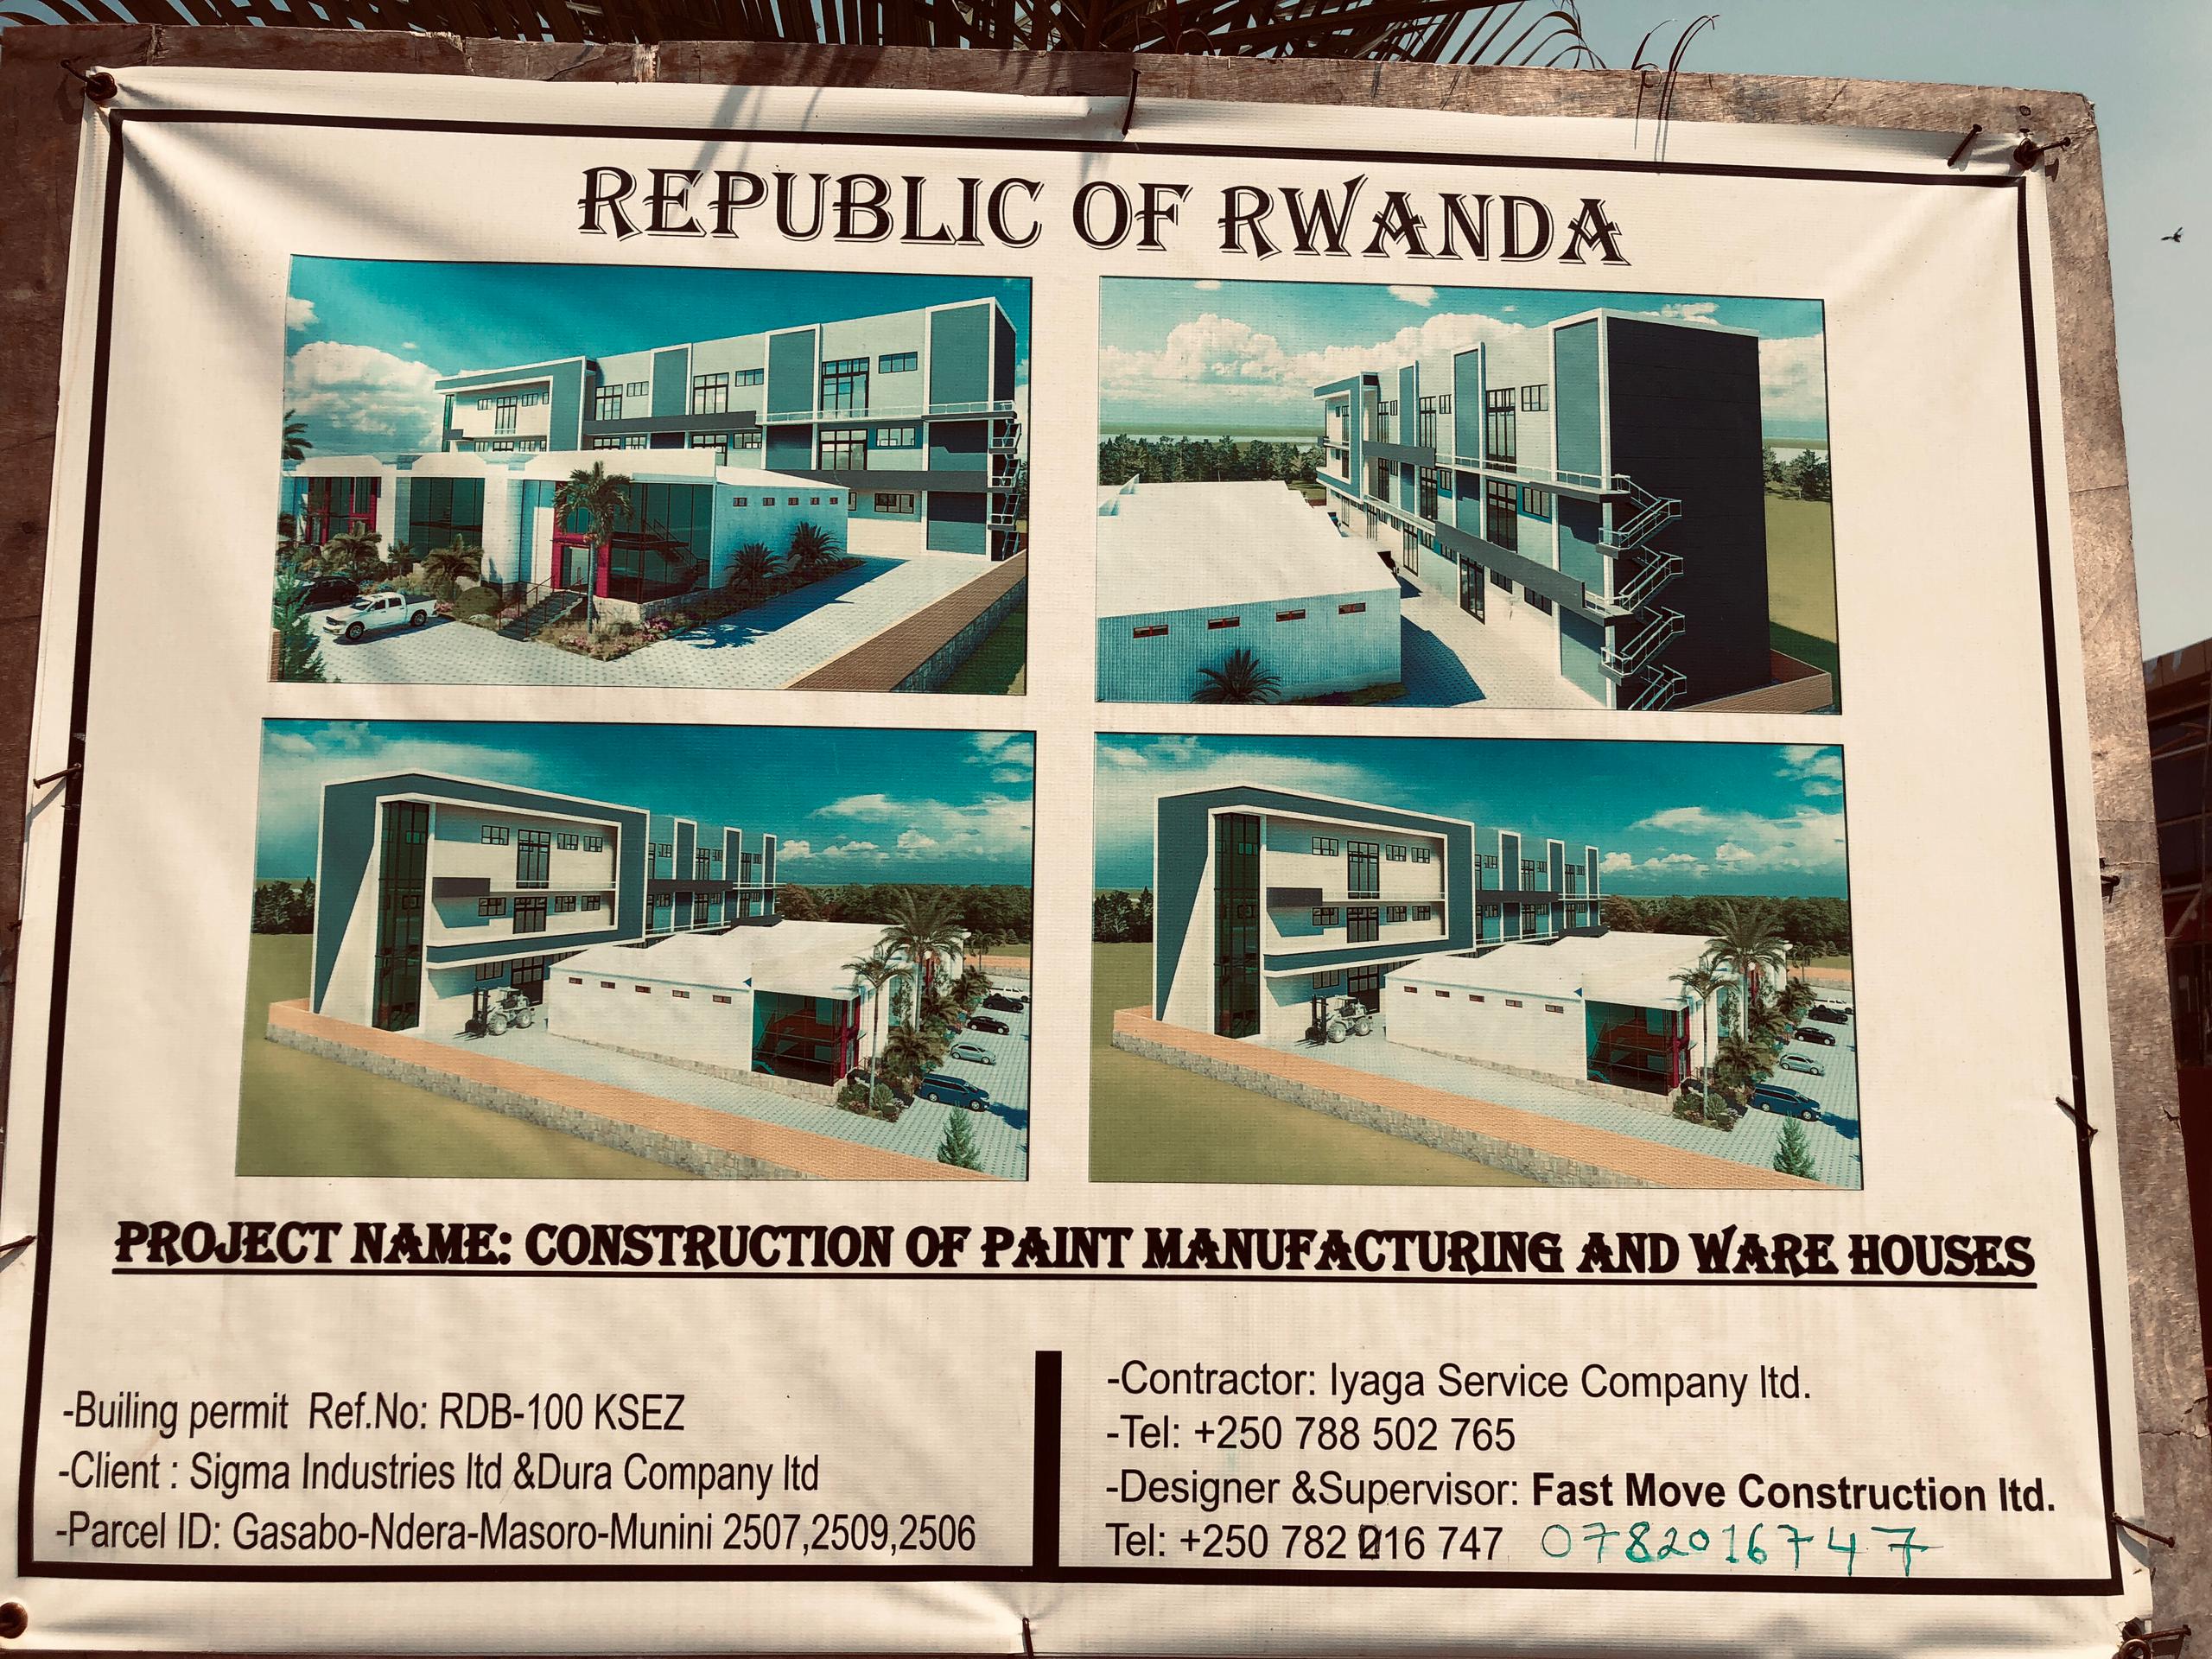 REPUBLIC OF RWANDA
PROJECT NAME: CONSTRUCTION OF PAINT MANUFACTURING AND WARE HOUSES
-Builing permit Ref.No: RDB-100 KSEZ
-Client : Sigma Industries ltd &Dura Company ltd
-Parcel ID: Gasabo-Ndera-Masoro-Munini 2507,2509,2506
-Contractor: Iyaga Service Company ltd.
-Tel: +250 788 502 765
-Designer &Supervisor: Fast Move Construction ltd.
Tel: +250 782 016 747 0782016747